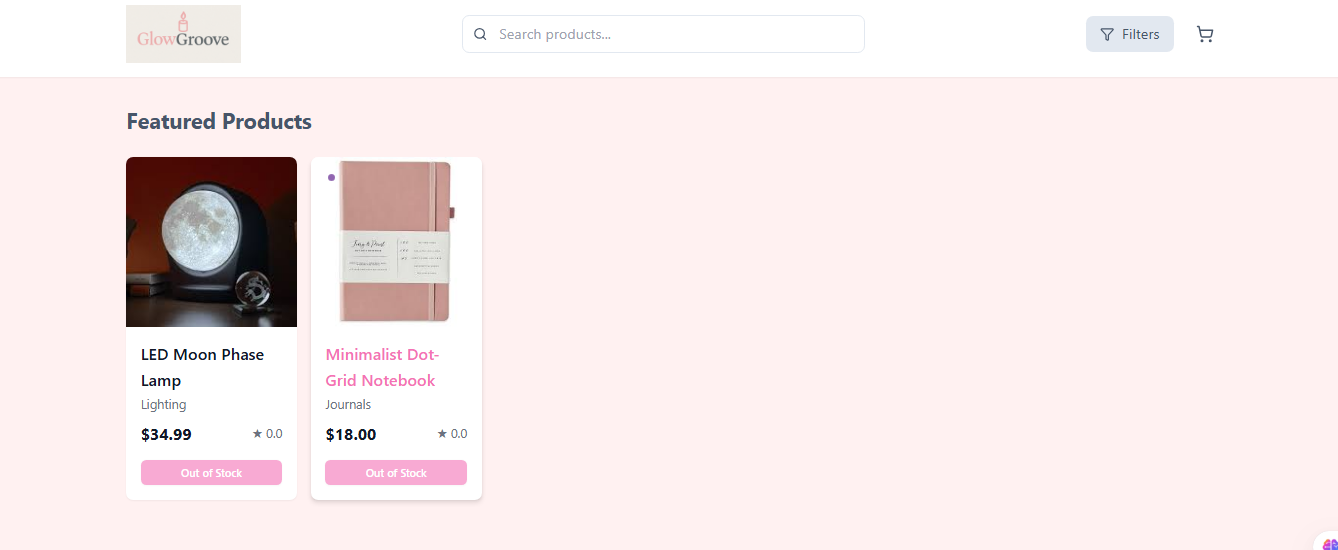 GlowGroove
Search products...
Filters
Featured Products
LED Moon Phase
Lamp
Lighting
$34.99
★ 0.0
Out of Stock
Minimalist Dot-
Grid Notebook
Journals
$18.00
★ 0.0
Out of Stock